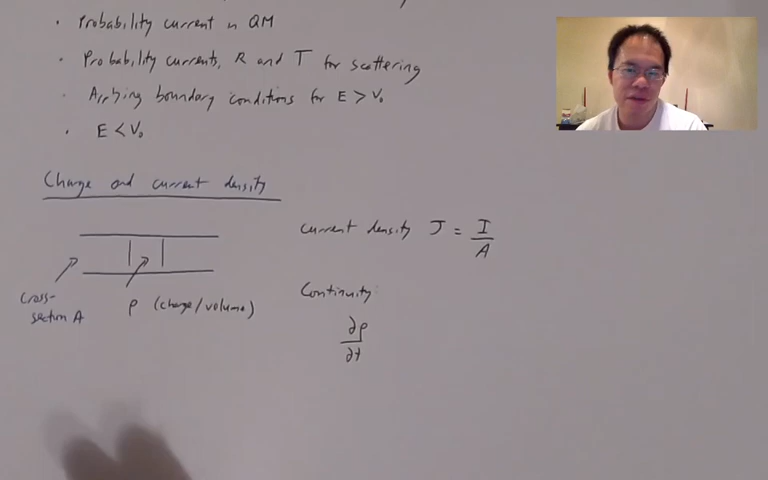 • Probability current in QM
• Probability currents, R and T for scattering
• Applying boundary conditions for E > V₀
• E < V₀
Charge and current density
Current density J = I/A
Cross-section A
ρ (charge/volume)
Continuity
∂ρ/∂t